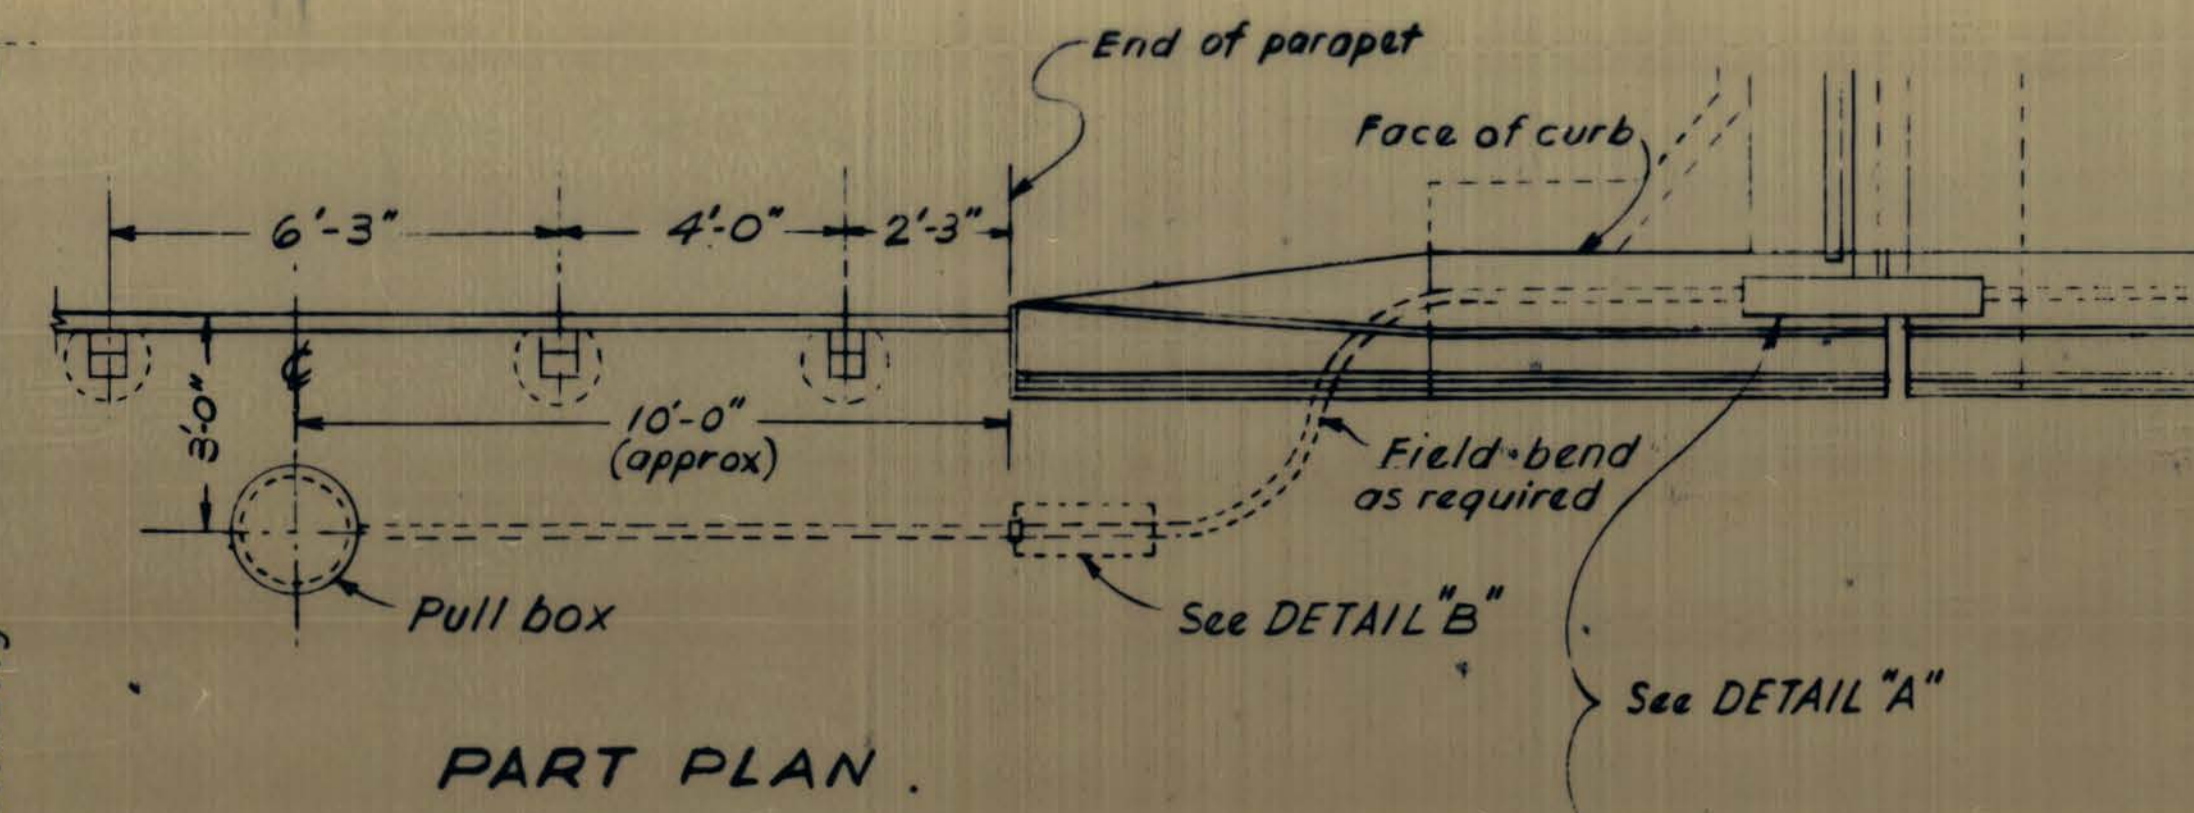 End of parapet
Face of curb
6'-3"
4'-0"
2'-3"
3'-0"
℄
10'-0"
(approx)
Field bend
as required
Pull box
See DETAIL "B"
See DETAIL "A"
PART PLAN.